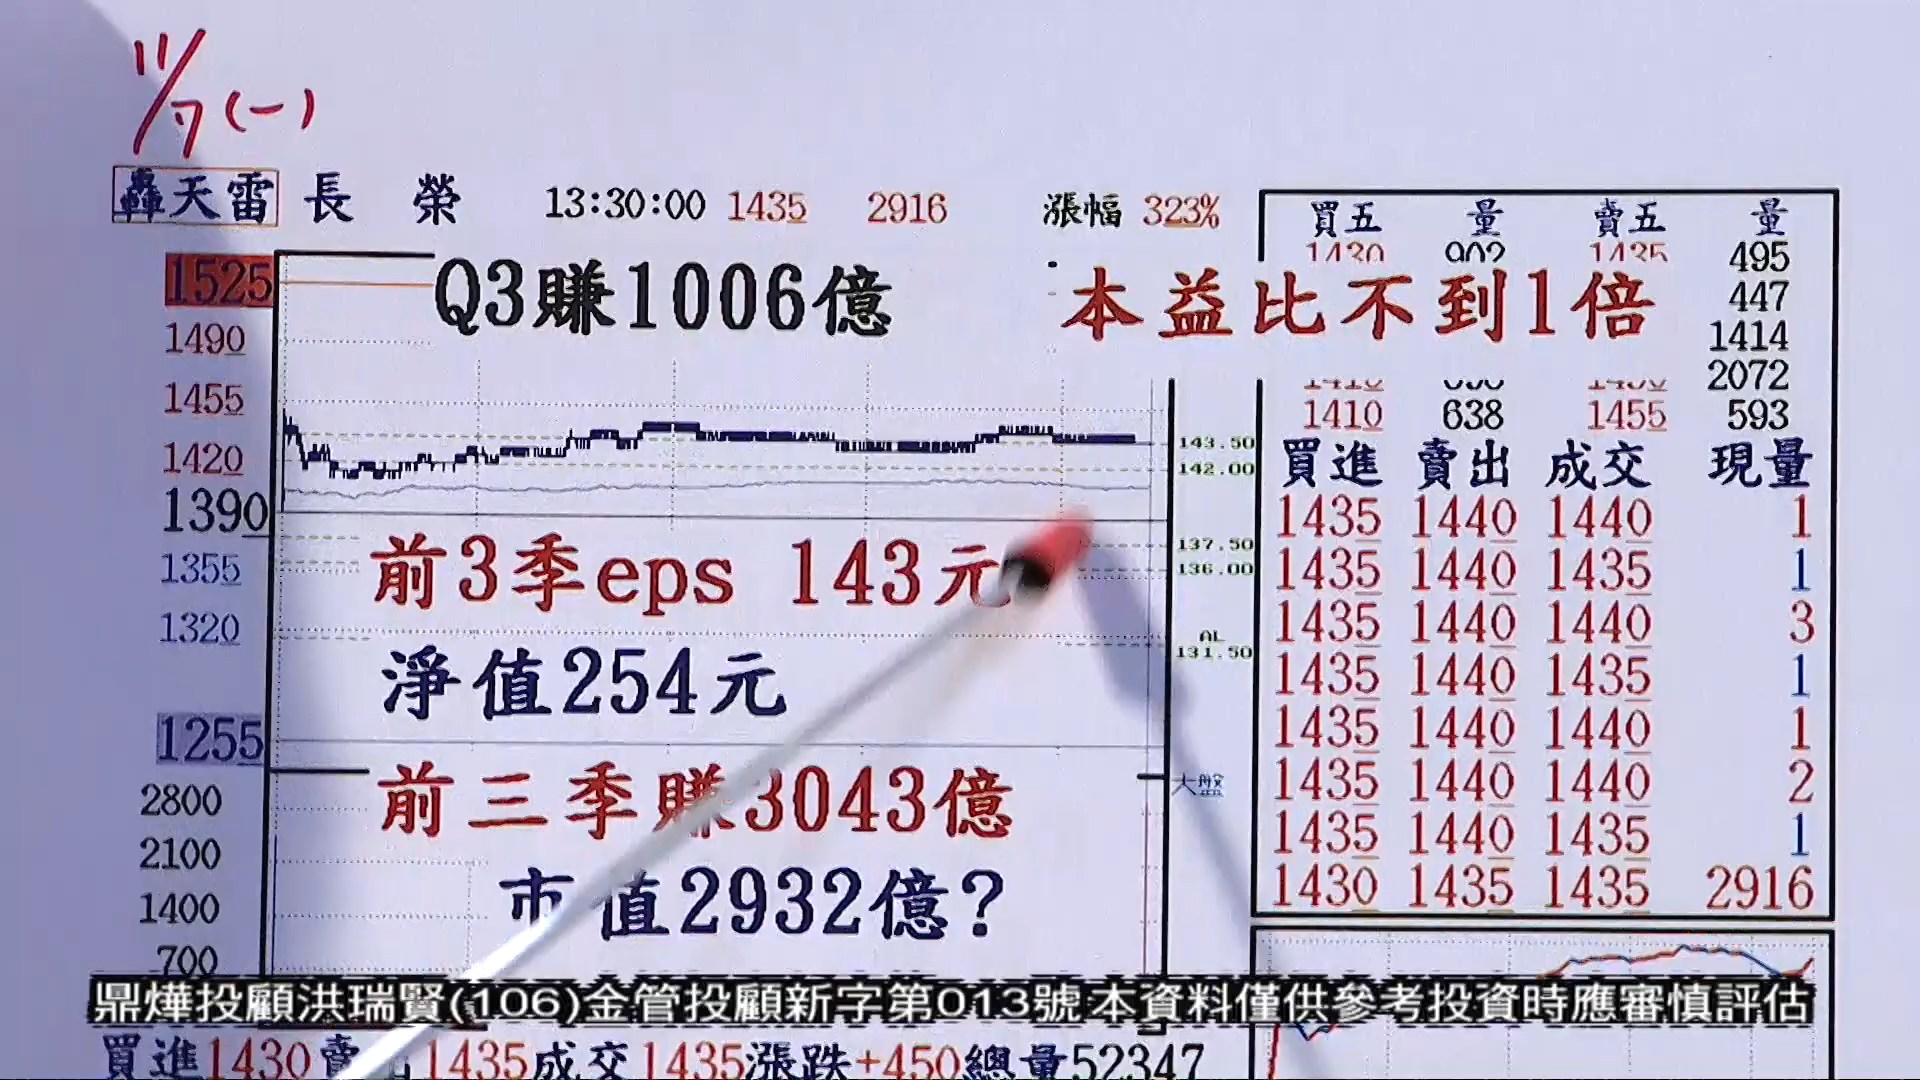 11/7(一)
轟天雷 長 榮 13:30:00 1435 2916 漲幅 323%
買五 量 賣五 量
1430 902 1435 495
447
1414
2072
1410 638 1455 593
1525
1490
1455
1420
1390
1355
1320
1255
2800
2100
1400
700
Q3賺1006億
本益比不到1倍
前3季eps 143元
淨值254元
前三季賺3043億
市值2932億?
143.50
142.00
137.50
136.00
AL
131.50
大盤
買進 賣出 成交 現量
1435 1440 1440 1
1435 1440 1435 1
1435 1440 1440 3
1435 1440 1435 1
1435 1440 1440 1
1435 1440 1440 2
1435 1440 1435 1
1430 1435 1435 2916
鼎燁投顧洪瑞賢(106)金管投顧新字第013號 本資料僅供參考投資時應審慎評估
買進1430賣出1435成交1435漲跌+450總量52347